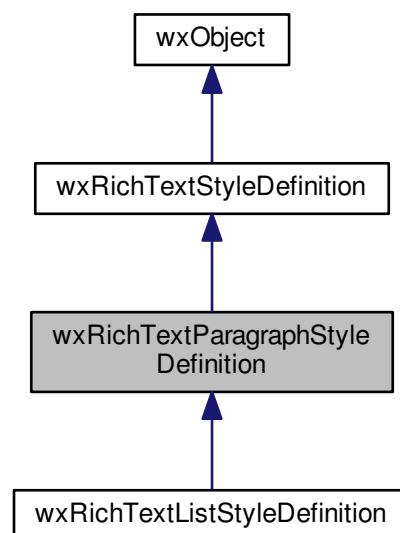 wxObject
wxRichTextStyleDefinition
wxRichTextParagraphStyle
Definition
wxRichTextListStyleDefinition